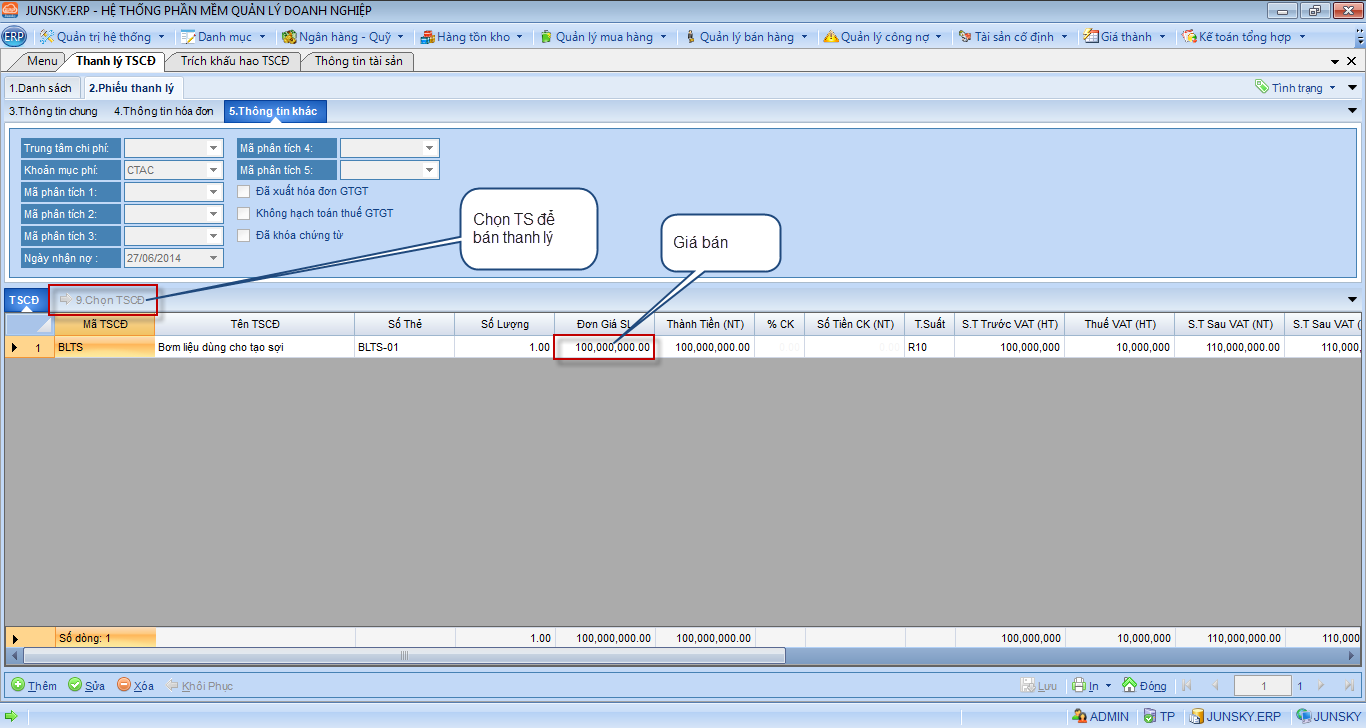 JUNSKY.ERP - HỆ THỐNG PHẦN MỀM QUẢN LÝ DOANH NGHIỆP
ERP Quản trị hệ thống Danh mục Ngân hàng - Quỹ Hàng tồn kho Quản lý mua hàng Quản lý bán hàng Quản lý công nợ Tài sản cố định Giá thành Kế toán tổng hợp
Menu Thanh lý TSCĐ Trích khấu hao TSCĐ Thông tin tài sản
1.Danh sách 2.Phiếu thanh lý Tình trạng
3.Thông tin chung 4.Thông tin hóa đơn 5.Thông tin khác
Trung tâm chi phí: Mã phân tích 4:
Khoản mục phí: CTAC Mã phân tích 5:
Mã phân tích 1: Đã xuất hóa đơn GTGT
Mã phân tích 2: Không hạch toán thuế GTGT
Mã phân tích 3: Đã khóa chứng từ
Ngày nhận nợ : 27/06/2014
Chọn TS để
bán thanh lý
Giá bán
TSCĐ 9.Chọn TSCĐ
Mã TSCĐ Tên TSCĐ Số Thẻ Số Lượng Đơn Giá SL Thành Tiền (NT) % CK Số Tiền CK (NT) T.Suất S.T Trước VAT (HT) Thuế VAT (HT) S.T Sau VAT (NT) S.T Sau VAT (
1 BLTS Bơm liệu dùng cho tạo sợi BLTS-01 1.00 100,000,000.00 100,000,000.00 0.00 0.00 R10 100,000,000 10,000,000 110,000,000.00 110,000,
Số dòng: 1 1.00 100,000,000.00 100,000,000.00 100,000,000 10,000,000 110,000,000.00 110,000
Thêm Sửa Xóa Khôi Phục Lưu In Đóng 1 1
ADMIN TP JUNSKY.ERP JUNSKY